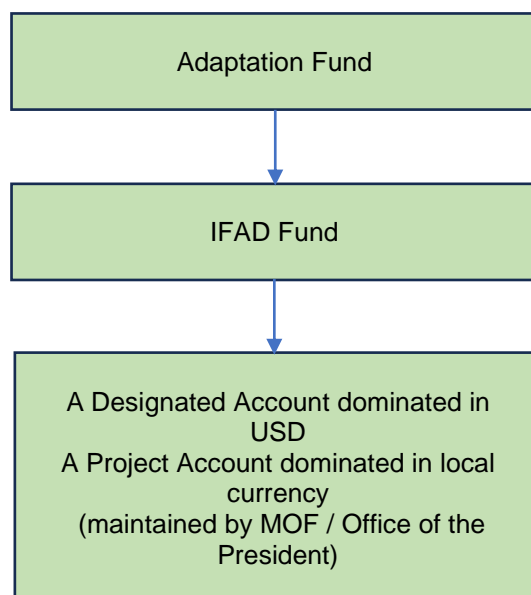 Adaptation Fund
IFAD Fund
A Designated Account dominated in
USD
A Project Account dominated in local
currency
(maintained by MOF / Office of the
President)